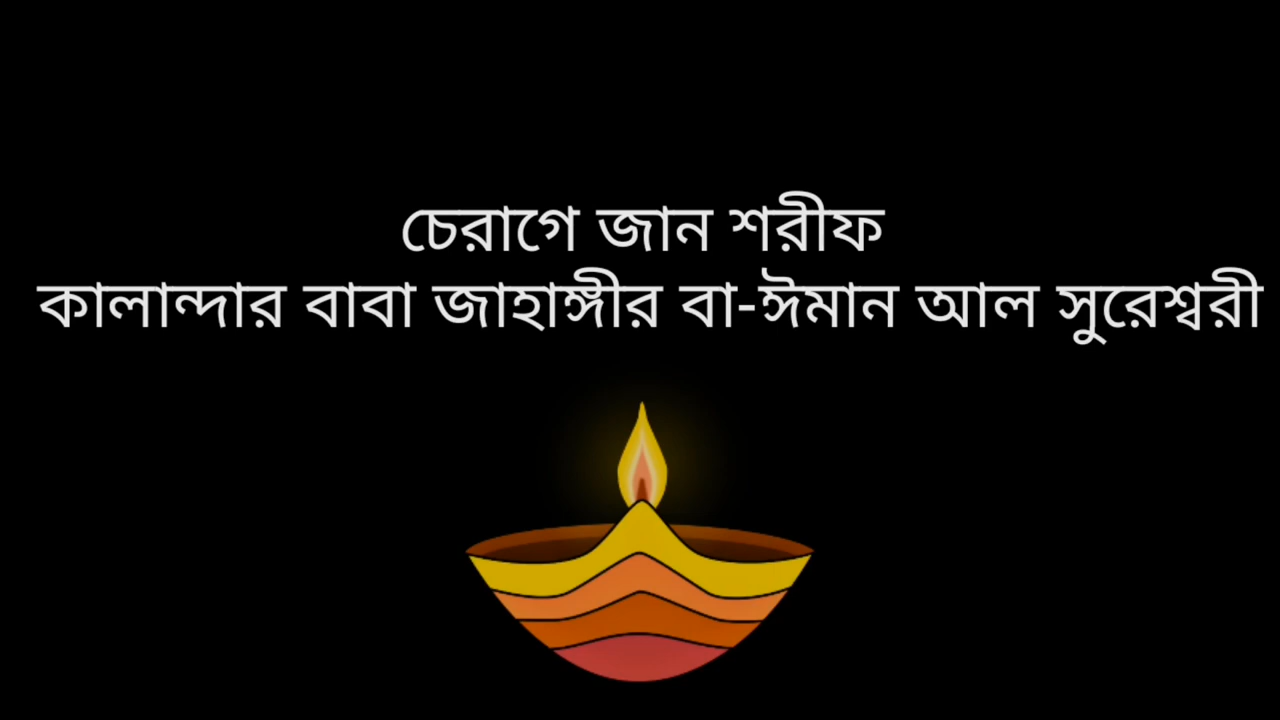 চেরাগে জান শরীফ
কালান্দার বাবা জাহাঙ্গীর বা-ঈমান আল সুরেশ্বরী